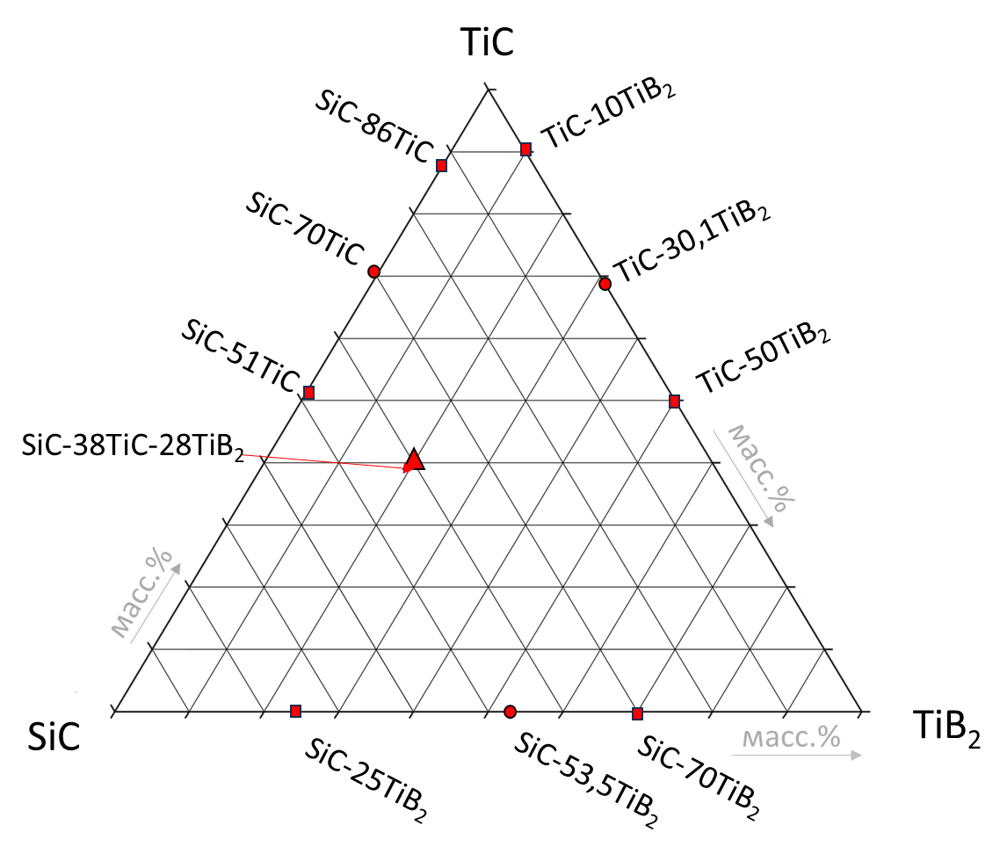 TiC
SiC-86TiC
TiC-10TiB₂
SiC-70TiC
TiC-30,1TiB₂
SiC-51TiC
TiC-50TiB₂
SiC-38TiC-28TiB₂
масс.%
масс.%
SiC
TiB₂
масс.%
SiC-25TiB₂
SiC-53,5TiB₂
SiC-70TiB₂